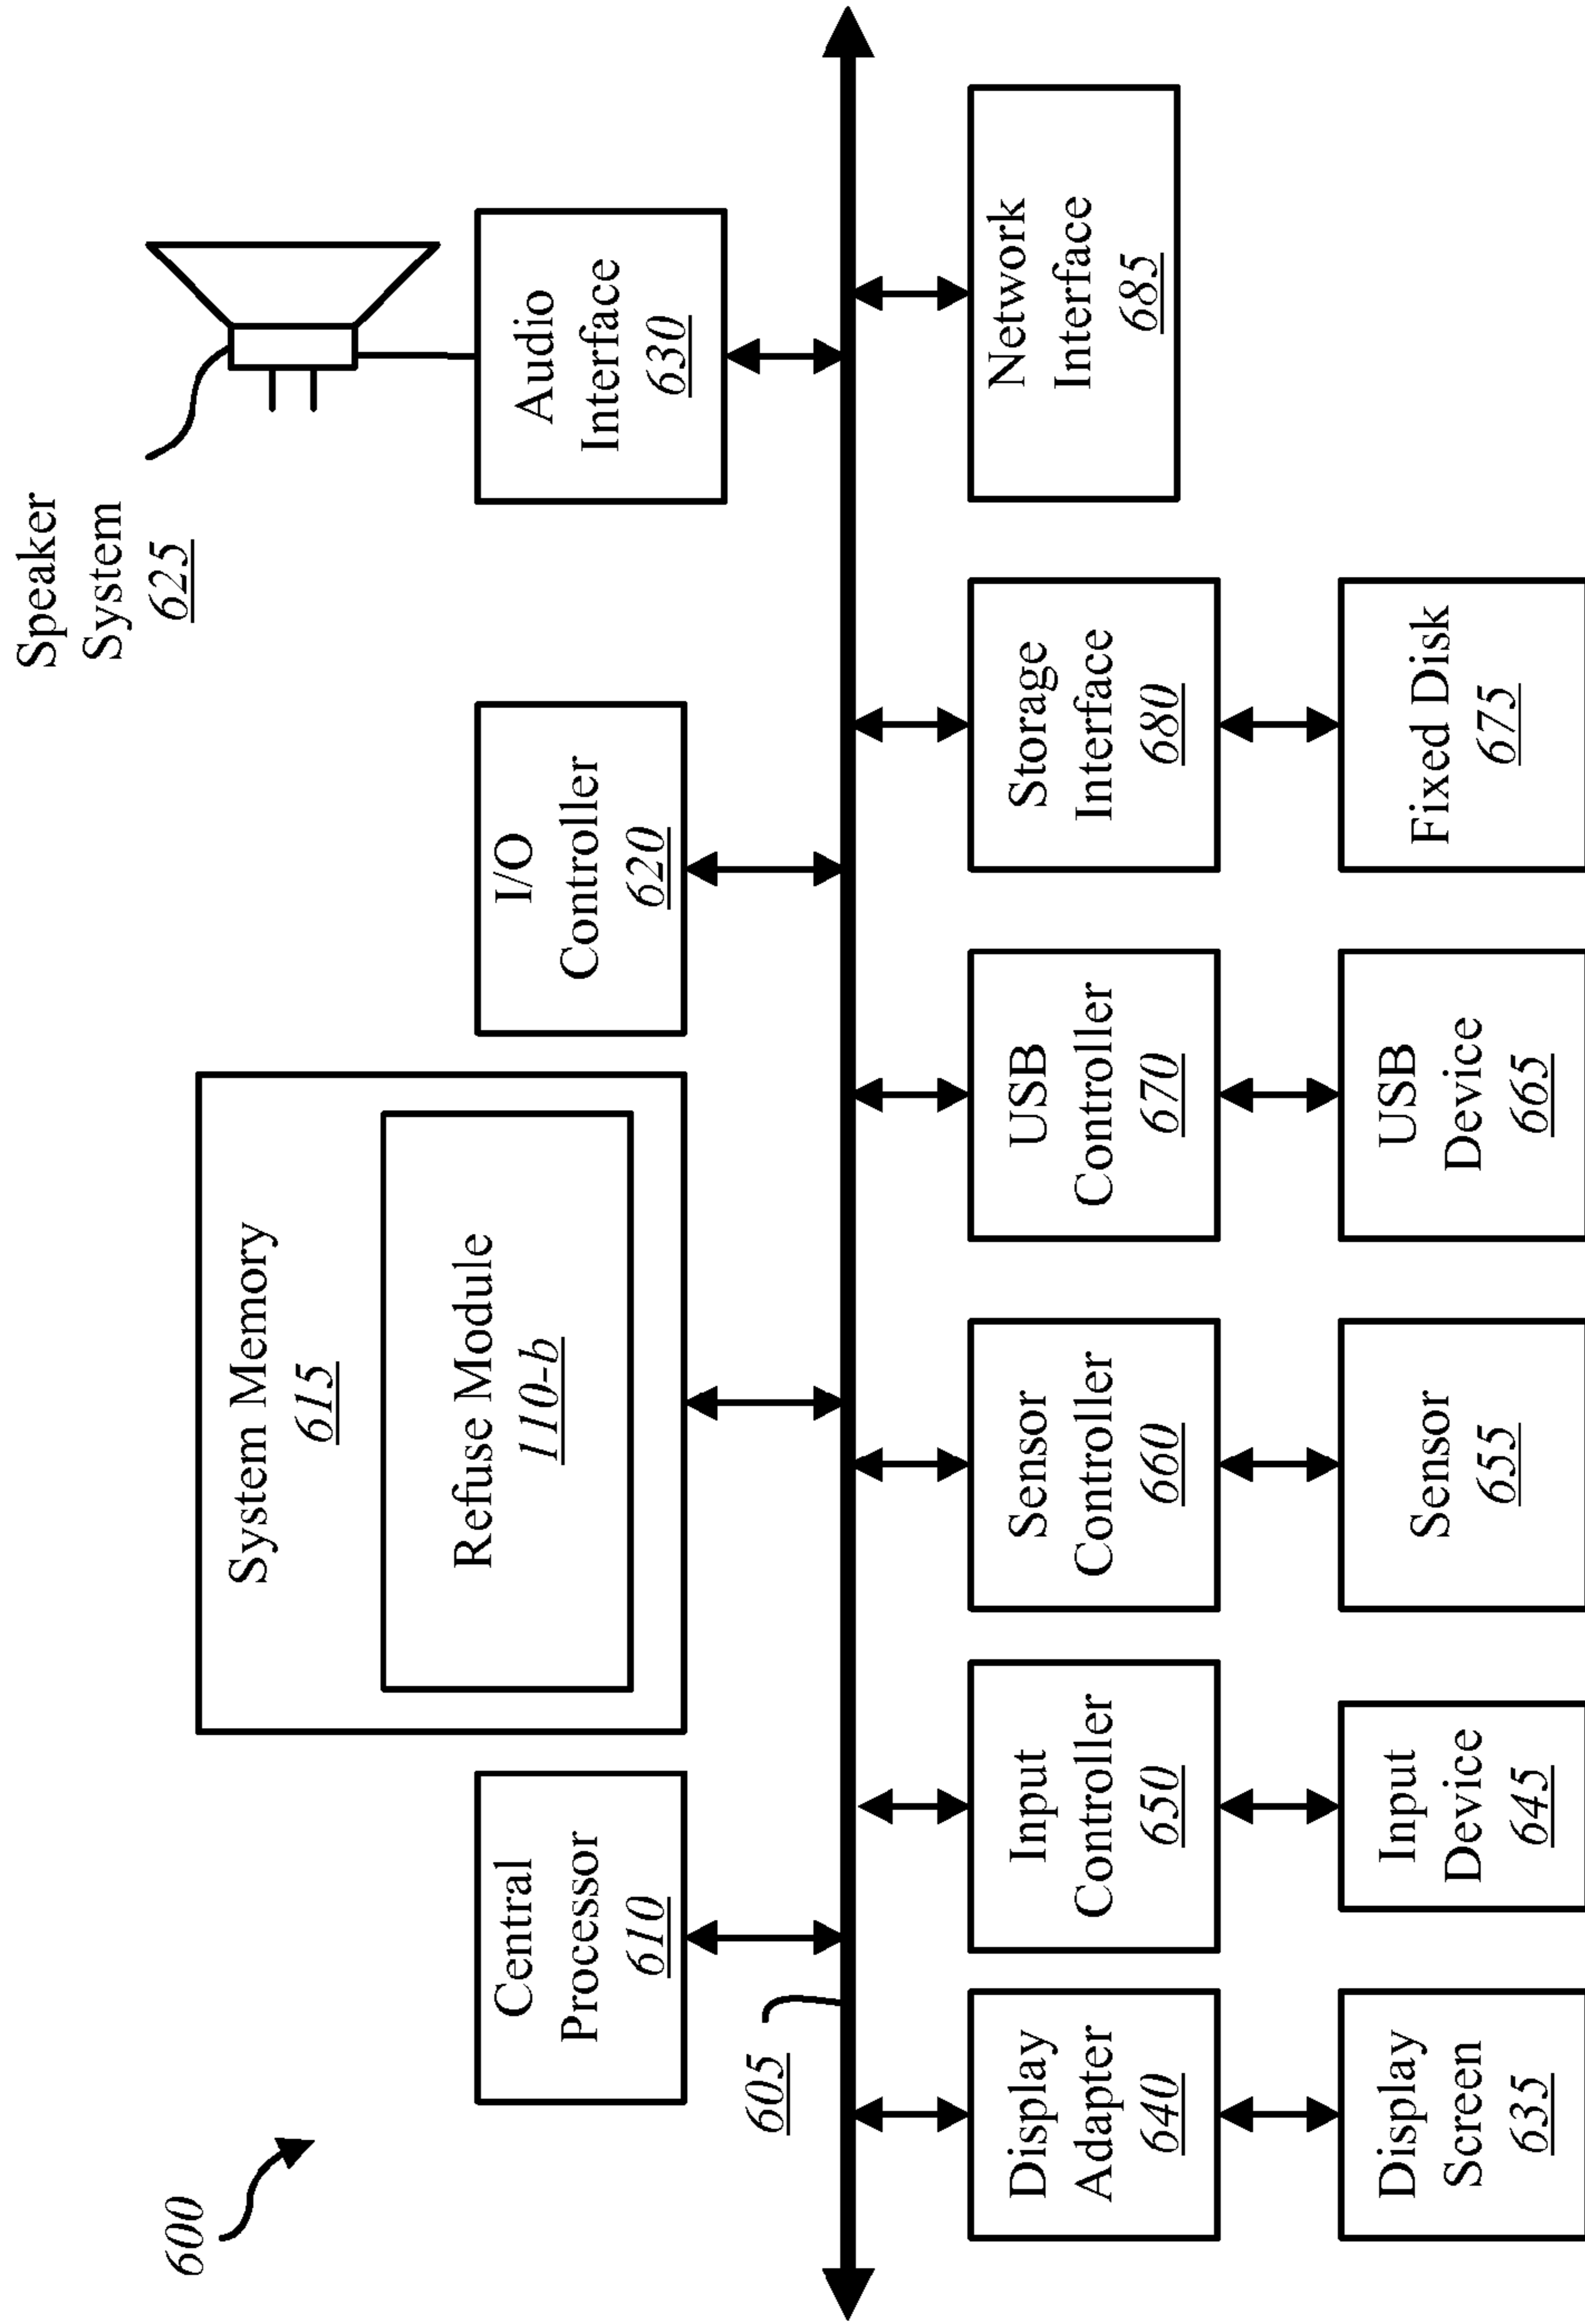 600
Speaker
System
625
System Memory
615
Refuse Module
110-b
Central
Processor
610
I/O
Controller
620
Audio
Interface
630
605
Display
Adapter
640
Input
Controller
650
Sensor
Controller
660
USB
Controller
670
Storage
Interface
680
Network
Interface
685
Display
Screen
635
Input
Device
645
Sensor
655
USB
Device
665
Fixed Disk
675